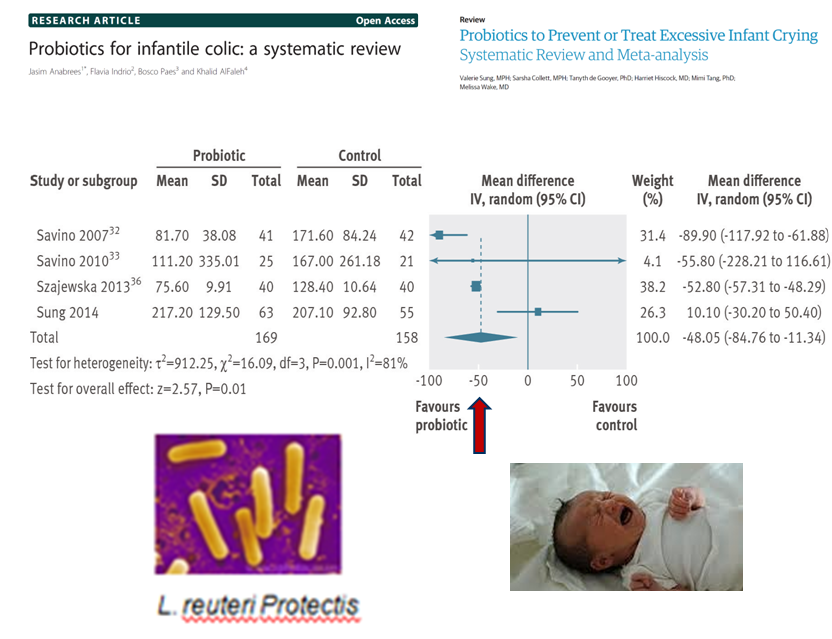 RESEARCH ARTICLE Open Access
Probiotics for infantile colic: a systematic review
Jasim Anabrees1*, Flavia Indrio2, Bosco Paes3 and Khalid AlFaleh4
Review
Probiotics to Prevent or Treat Excessive Infant Crying
Systematic Review and Meta-analysis
Valerie Sung, MPH; Sarsha Collett, MPH; Tanyth de Gooyer, PhD; Harriet Hiscock, MD; Mimi Tang, PhD;
Melissa Wake, MD
Probiotic Control
Study or subgroup Mean SD Total Mean SD Total Mean difference IV, random (95% CI) Weight (%) Mean difference IV, random (95% CI)
Savino 2007³² 81.70 38.08 41 171.60 84.24 42 31.4 -89.90 (-117.92 to -61.88)
Savino 2010³³ 111.20 335.01 25 167.00 261.18 21 4.1 -55.80 (-228.21 to 116.61)
Szajewska 2013³⁶ 75.60 9.91 40 128.40 10.64 40 38.2 -52.80 (-57.31 to -48.29)
Sung 2014 217.20 129.50 63 207.10 92.80 55 26.3 10.10 (-30.20 to 50.40)
Total 169 158 100.0 -48.05 (-84.76 to -11.34)
Test for heterogeneity: τ²=912.25, χ²=16.09, df=3, P=0.001, I²=81%
Test for overall effect: z=2.57, P=0.01
-100 -50 0 50 100
Favours probiotic Favours control
L. reuteri Protectis